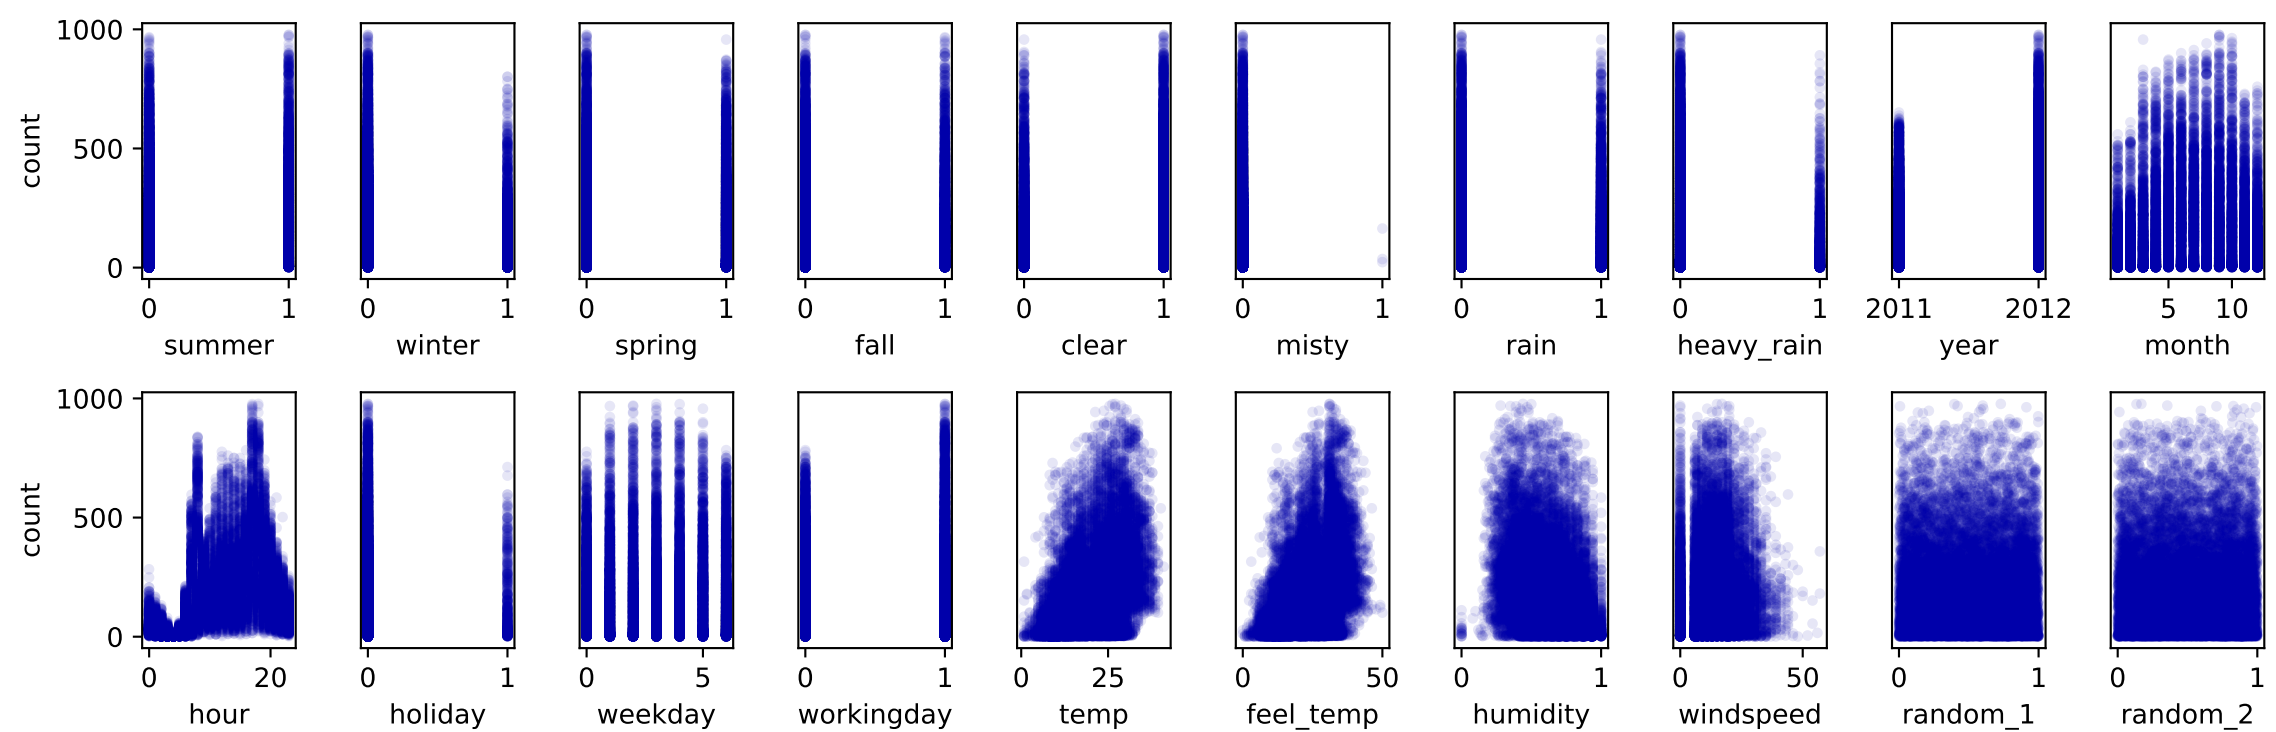 count
1000
500
0
0 1 0 1 0 1 0 1 0 1 0 1 0 1 0 1 2011 2012 5 10
summer winter spring fall clear misty rain heavy_rain year month
count
1000
500
0
0 20 0 1 0 5 0 1 0 25 0 50 0 1 0 50 0 1 0 1
hour holiday weekday workingday temp feel_temp humidity windspeed random_1 random_2